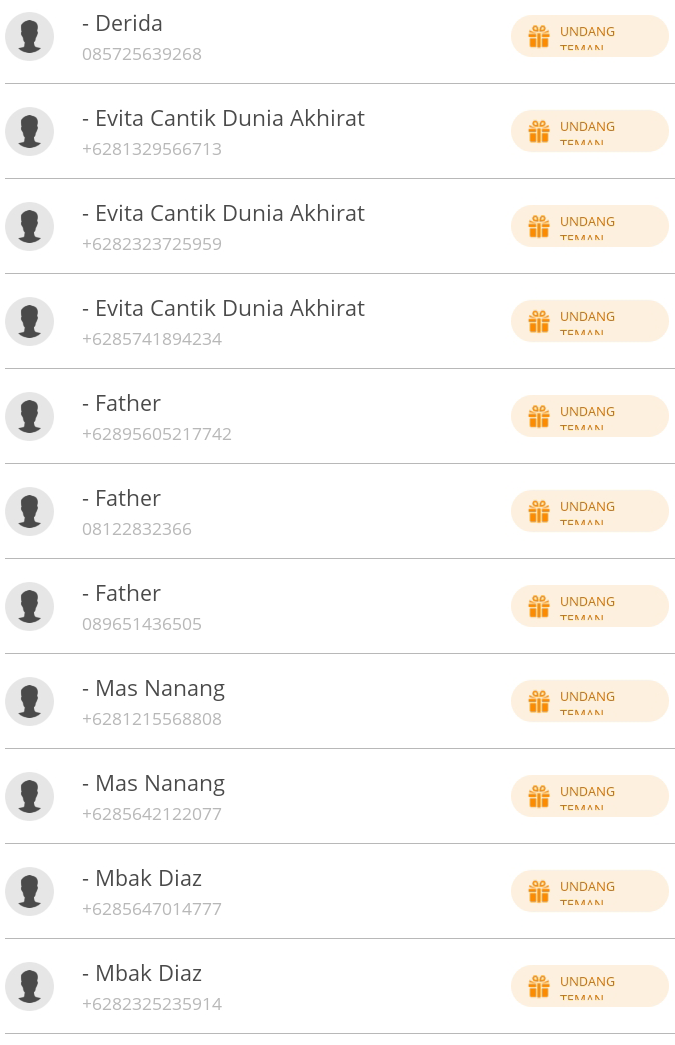 - Derida
085725639268
UNDANG
TEMAN
- Evita Cantik Dunia Akhirat
+6281329566713
UNDANG
TEMAN
- Evita Cantik Dunia Akhirat
+6282323725959
UNDANG
TEMAN
- Evita Cantik Dunia Akhirat
+6285741894234
UNDANG
TEMAN
- Father
+62895605217742
UNDANG
TEMAN
- Father
08122832366
UNDANG
TEMAN
- Father
089651436505
UNDANG
TEMAN
- Mas Nanang
+6281215568808
UNDANG
TEMAN
- Mas Nanang
+6285642122077
UNDANG
TEMAN
- Mbak Diaz
+6285647014777
UNDANG
TEMAN
- Mbak Diaz
+6282325235914
UNDANG
TEMAN